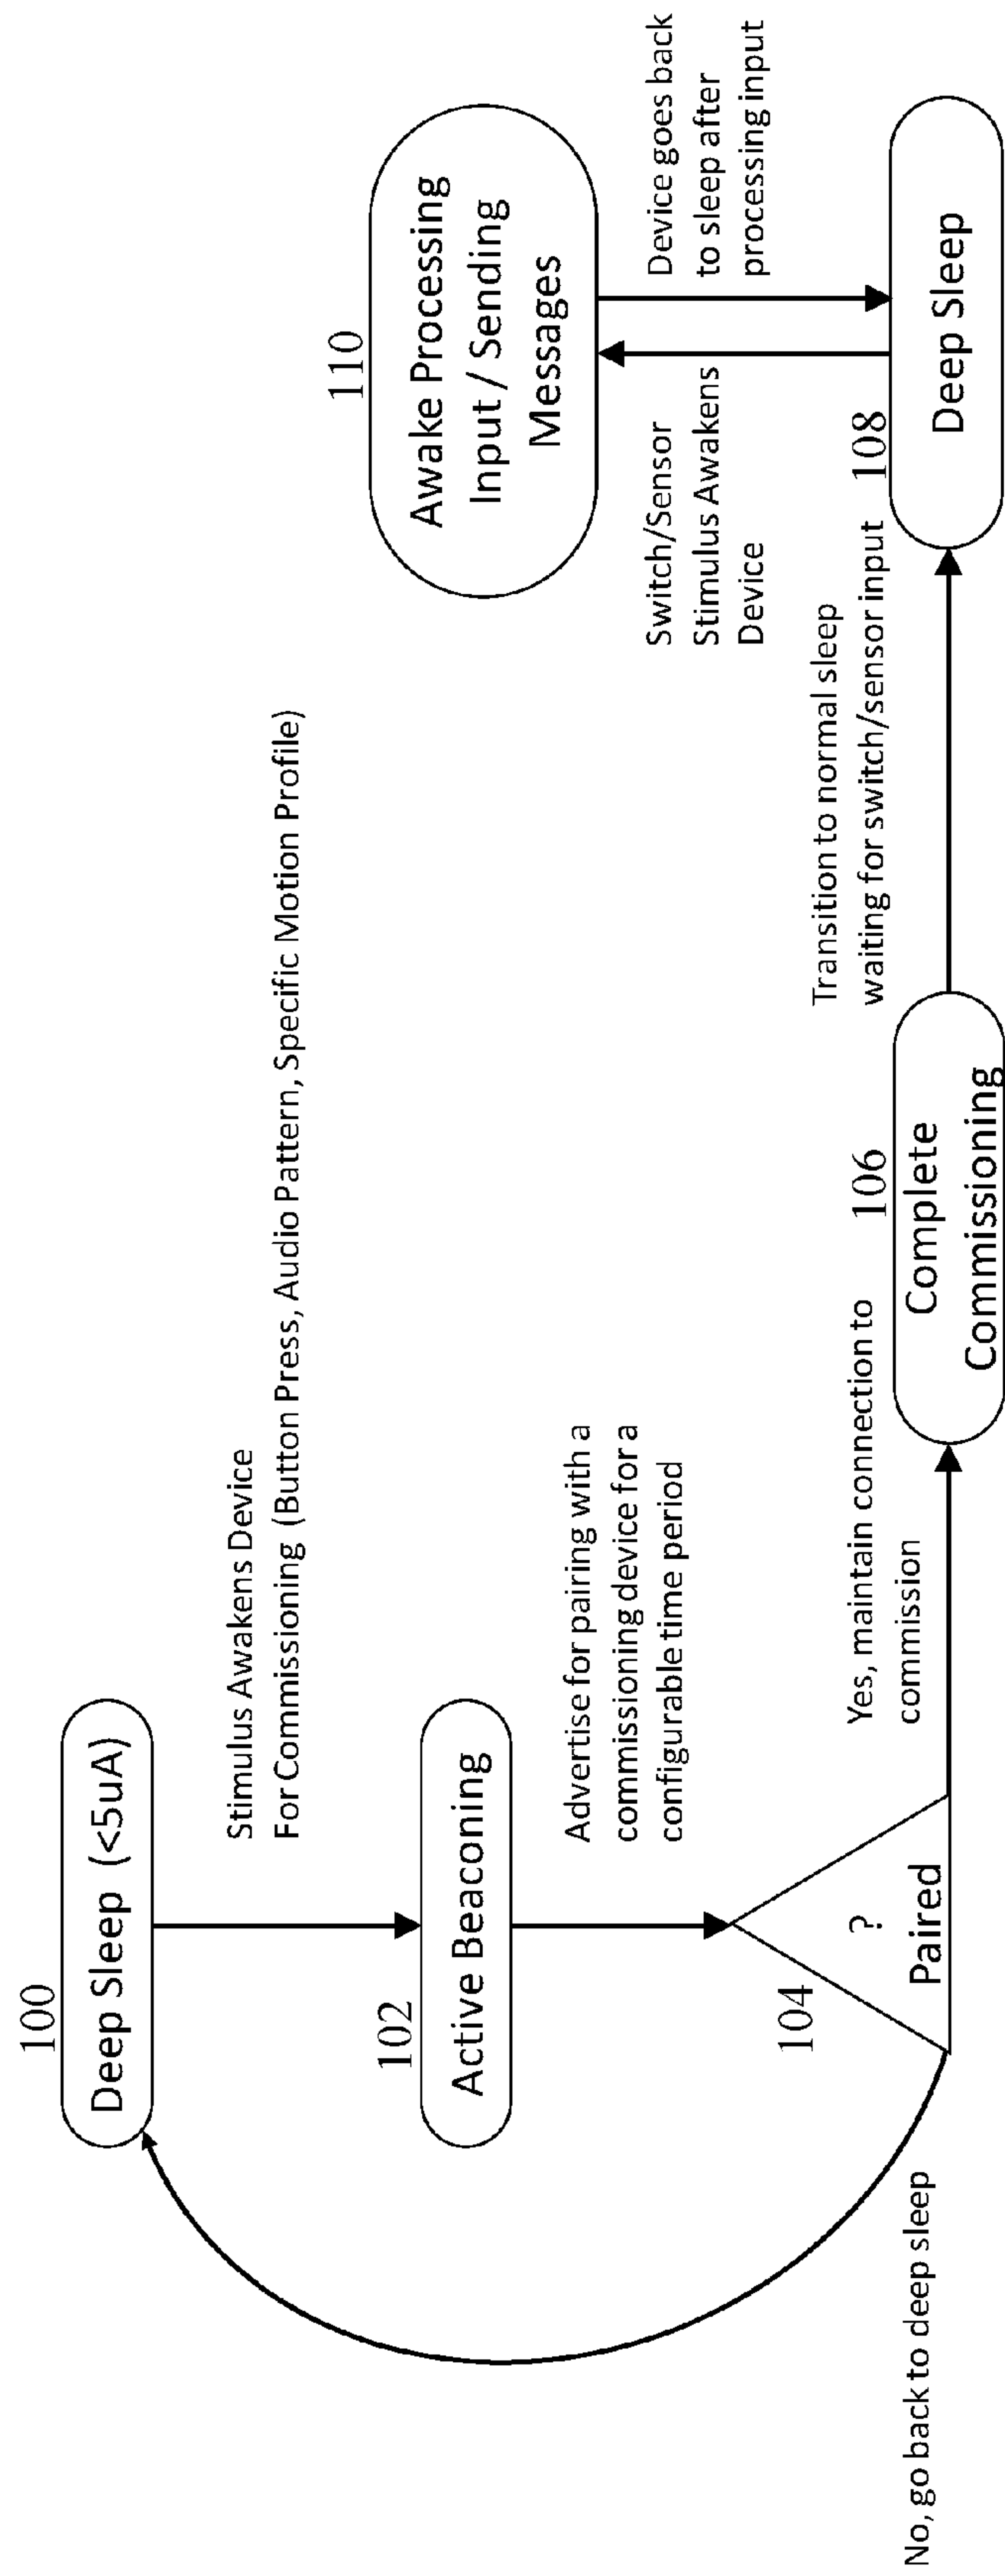 100
Deep Sleep (<5uA)
Stimulus Awakens Device
For Commissioning (Button Press, Audio Pattern, Specific Motion Profile)
102
Active Beaconing
Advertise for pairing with a
commissioning device for a
configurable time period
104
?
Paired
No, go back to deep sleep
Yes, maintain connection to
commission
106
Complete
Commissioning
Transition to normal sleep
waiting for switch/sensor input
108
Deep Sleep
Switch/Sensor
Stimulus Awakens
Device
Device goes back
to sleep after
processing input
110
Awake Processing
Input / Sending
Messages